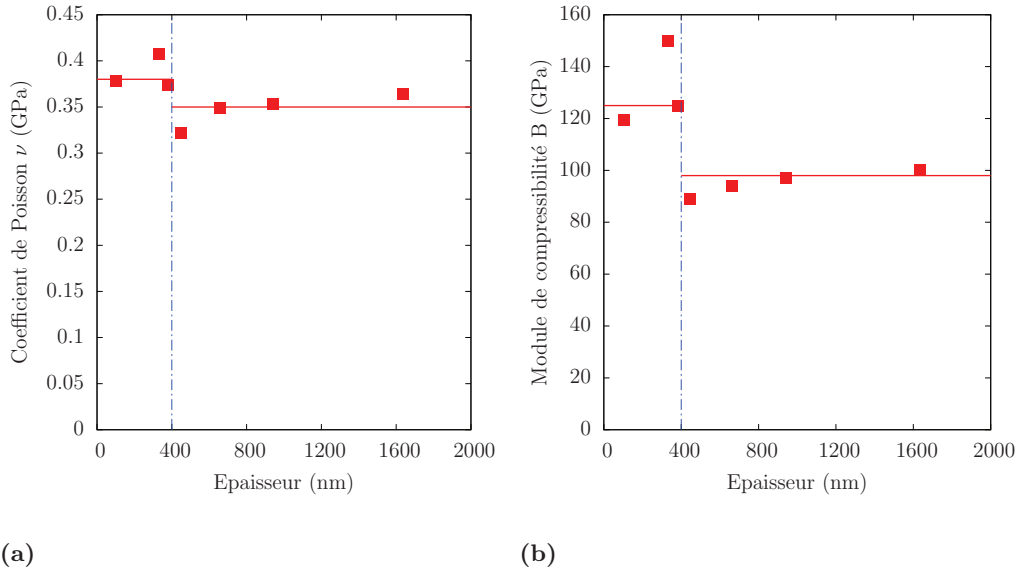 0.45
0.4
0.35
0.3
0.25
0.2
0.15
0.1
0.05
0
0 400 800 1200 1600 2000
Coefficient de Poisson ν (GPa)
Epaisseur (nm)
(a)
160
140
120
100
80
60
40
20
0
0 400 800 1200 1600 2000
Module de compressibilité B (GPa)
Epaisseur (nm)
(b)